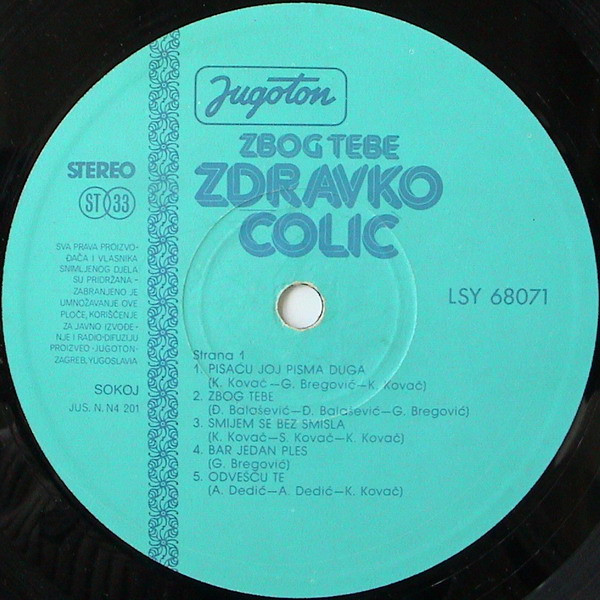 Jugoton
ZBOG TEBE
ZDRAVKO
COLIC
STEREO
ST 33
SVA PRAVA PROIZVO-
ĐAČA I VLASNIKA
SNIMLJENOG DJELA
SU PRIDRŽANA -
ZABRANJENO JE
UMNOŽAVANJE OVE
PLOČE, KORIŠĆENJE
ZA JAVNO IZVOĐE-
NJE I RADIO-DIFUZIJU
PROIZVEO -JUGOTON-
ZAGREB, YUGOSLAVIA
SOKOJ
JUS. N. N4 201
LSY 68071
Strana 1
1. PISAĆU JOJ PISMA DUGA
(K. Kovač—G. Bregović—K. Kovač)
2. ZBOG TEBE
(Đ. Balašević—Đ. Balašević—G. Bregović)
3. SMIJEM SE BEZ SMISLA
(K. Kovač—S. Kovač—K. Kovač)
4. BAR JEDAN PLES
(G. Bregović)
5. ODVEŠĆU TE
(A. Dedić—A. Dedić—K. Kovač)